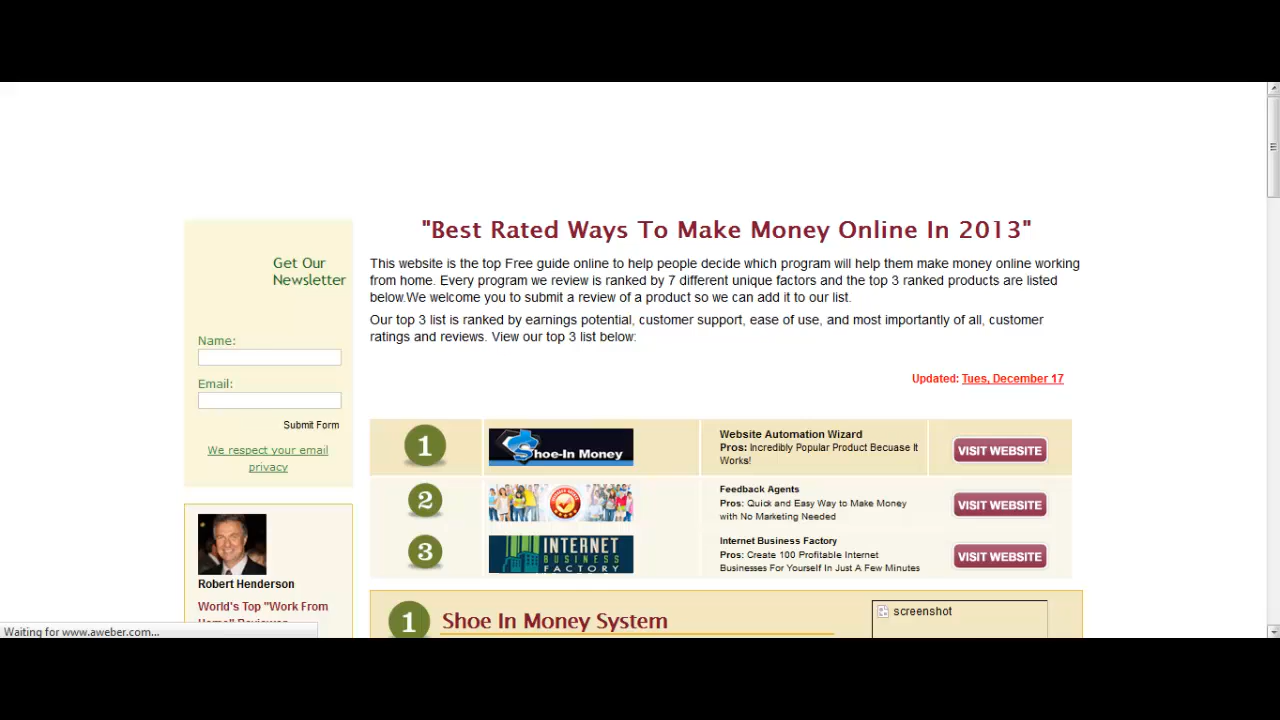 "Best Rated Ways To Make Money Online In 2013"
This website is the top Free guide online to help people decide which program will help them make money online working
from home. Every program we review is ranked by 7 different unique factors and the top 3 ranked products are listed
below.We welcome you to submit a review of a product so we can add it to our list.
Our top 3 list is ranked by earnings potential, customer support, ease of use, and most importantly of all, customer
ratings and reviews. View our top 3 list below:
Updated: Tues, December 17
Get Our
Newsletter
Name:
Email:
Submit Form
We respect your email
privacy
Robert Henderson
World's Top "Work From
Home" Reviewer
1
Shoe-In Money
Website Automation Wizard
Pros: Incredibly Popular Product Becuase It
Works!
VISIT WEBSITE
2
Feedback Agents
Pros: Quick and Easy Way to Make Money
with No Marketing Needed
VISIT WEBSITE
3
INTERNET
BUSINESS
FACTORY
Internet Business Factory
Pros: Create 100 Profitable Internet
Businesses For Yourself In Just A Few Minutes
VISIT WEBSITE
1
Shoe In Money System
screenshot
Waiting for www.aweber.com...